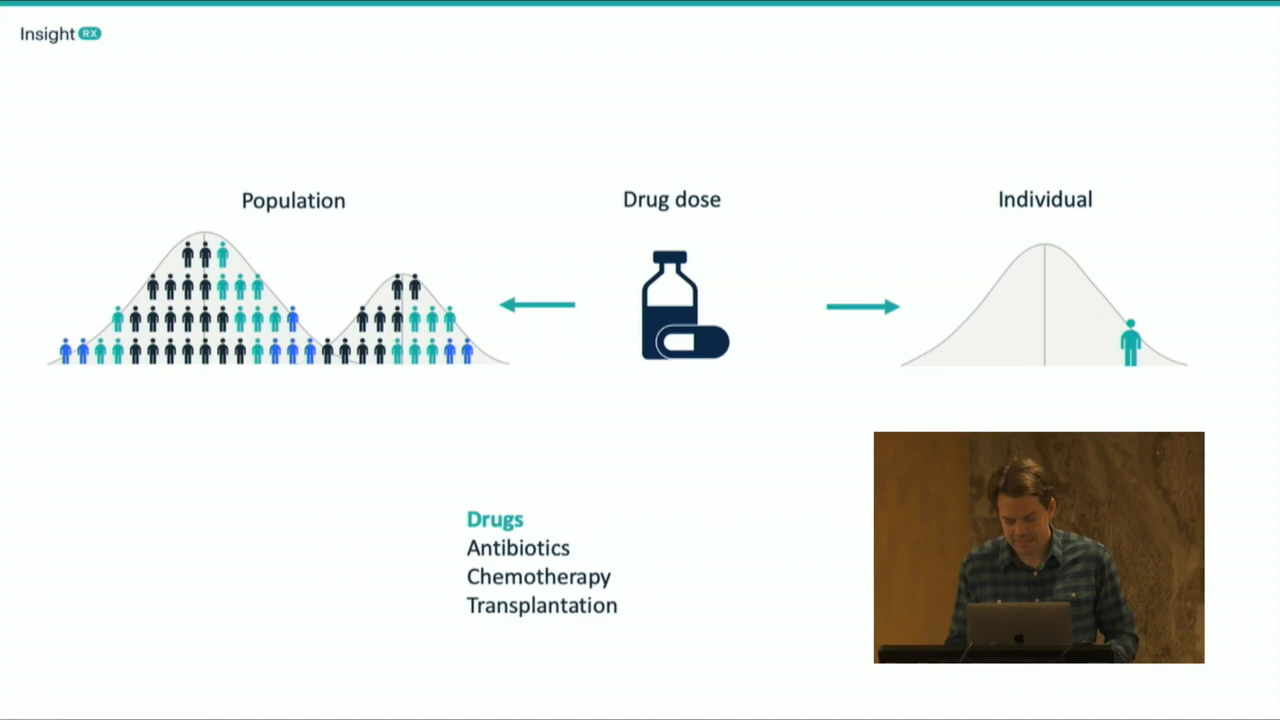 Insight RX
Population
Drug dose
Individual
Drugs
Antibiotics
Chemotherapy
Transplantation